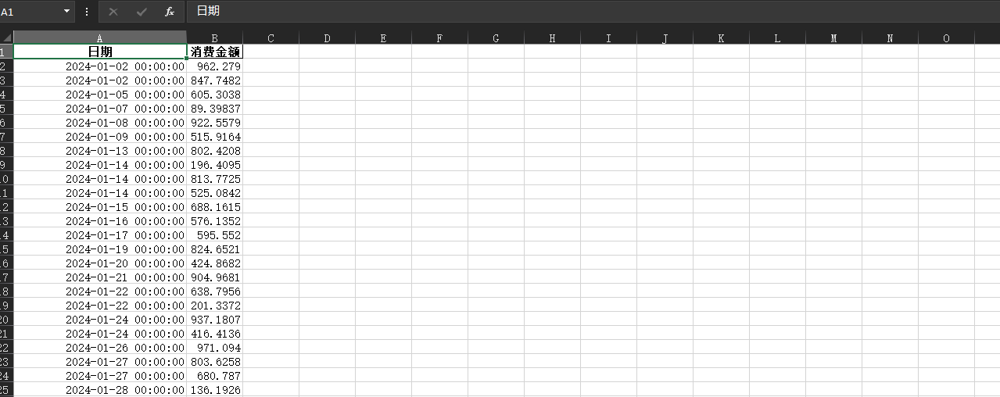 A1 fx 日期
A B C D E F G H I J K L M N O
1 日期 消费金额
2 2024-01-02 00:00:00 962.279
3 2024-01-02 00:00:00 847.7482
4 2024-01-05 00:00:00 605.3038
5 2024-01-07 00:00:00 89.39837
6 2024-01-08 00:00:00 922.5579
7 2024-01-09 00:00:00 515.9164
8 2024-01-13 00:00:00 802.4208
9 2024-01-14 00:00:00 196.4095
10 2024-01-14 00:00:00 813.7725
11 2024-01-14 00:00:00 525.0842
12 2024-01-15 00:00:00 688.1615
13 2024-01-16 00:00:00 576.1352
14 2024-01-17 00:00:00 595.552
15 2024-01-19 00:00:00 824.6521
16 2024-01-20 00:00:00 424.8682
17 2024-01-21 00:00:00 904.9681
18 2024-01-22 00:00:00 638.7956
19 2024-01-22 00:00:00 201.3372
20 2024-01-24 00:00:00 937.1807
21 2024-01-24 00:00:00 416.4136
22 2024-01-26 00:00:00 971.094
23 2024-01-27 00:00:00 803.6258
24 2024-01-27 00:00:00 680.787
25 2024-01-28 00:00:00 136.1926